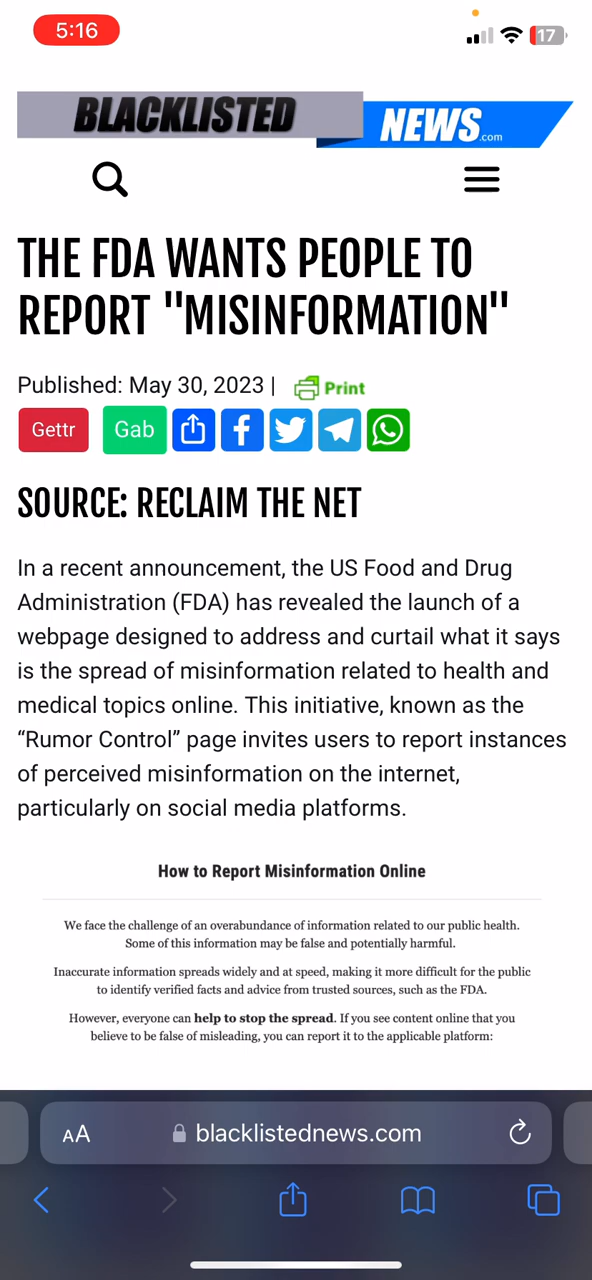 5:16
17
BLACKLISTED
NEWS.com
THE FDA WANTS PEOPLE TO
REPORT "MISINFORMATION"
Published: May 30, 2023 | Print
Gettr Gab
SOURCE: RECLAIM THE NET
In a recent announcement, the US Food and Drug
Administration (FDA) has revealed the launch of a
webpage designed to address and curtail what it says
is the spread of misinformation related to health and
medical topics online. This initiative, known as the
“Rumor Control” page invites users to report instances
of perceived misinformation on the internet,
particularly on social media platforms.
How to Report Misinformation Online
We face the challenge of an overabundance of information related to our public health.
Some of this information may be false and potentially harmful.
Inaccurate information spreads widely and at speed, making it more difficult for the public
to identify verified facts and advice from trusted sources, such as the FDA.
However, everyone can help to stop the spread. If you see content online that you
believe to be false of misleading, you can report it to the applicable platform:
AA blacklistednews.com